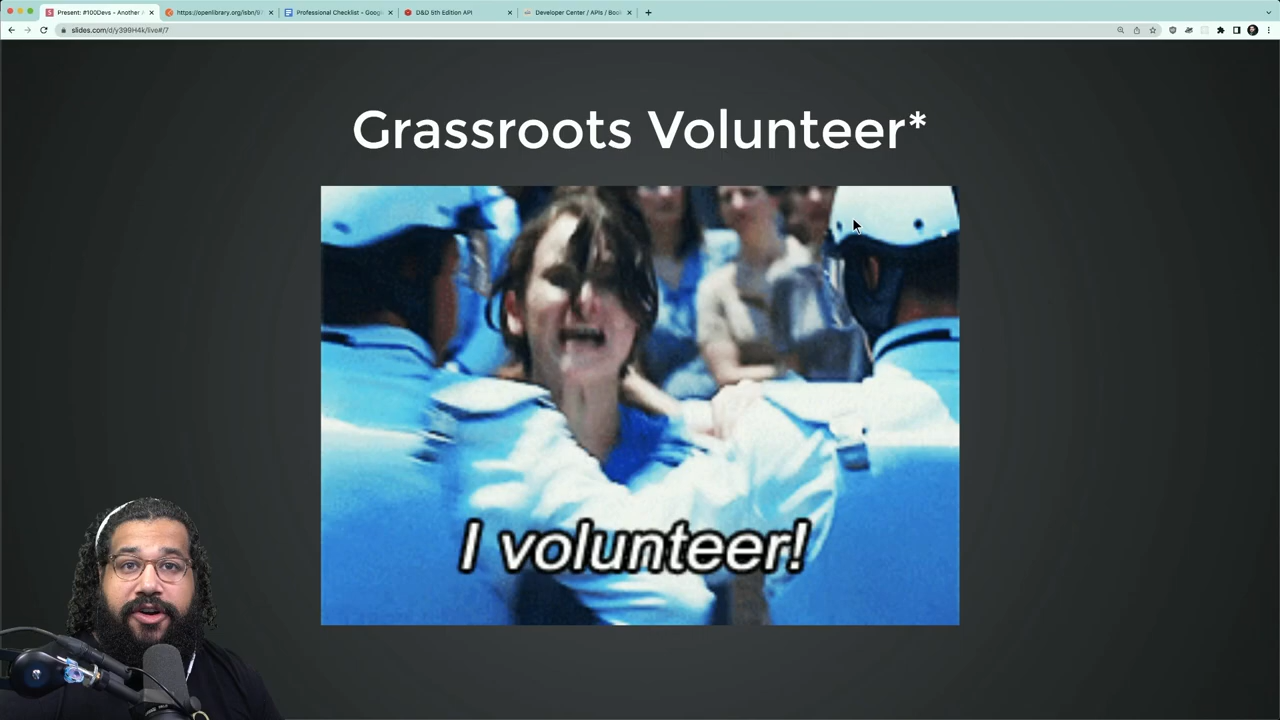 Present: #100Devs - Another
https://openlibrary.org/isbn/97
Professional Checklist - Goog
D&D 5th Edition API
Developer Center / APIs / Boo
slides.com/d/y399H4k/live#/7
Grassroots Volunteer*
I volunteer!